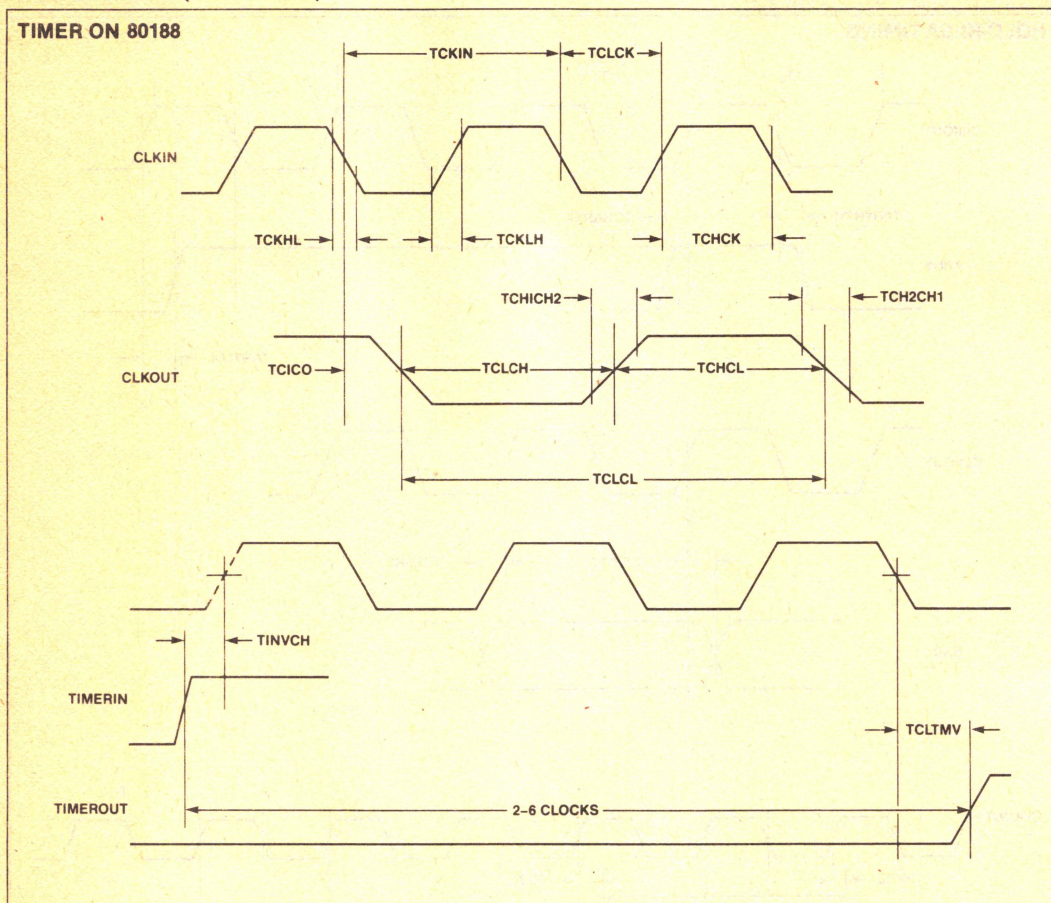 TIMER ON 80188
TCKIN
TCLCK
CLKIN
TCKHL
TCKLH
TCHCK
TCHICH2
TCH2CH1
CLKOUT
TCICO
TCLCH
TCHCL
TCLCL
TINVCH
TIMERIN
TCLTMV
TIMEROUT
2–6 CLOCKS